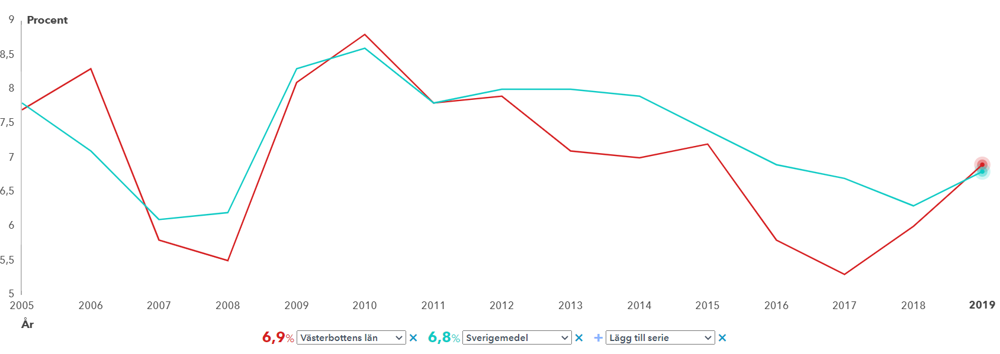 9 Procent
8,5
8
7,5
7
6,5
6
5,5
5
2005 2006 2007 2008 2009 2010 2011 2012 2013 2014 2015 2016 2017 2018 2019
År
6,9% Västerbottens län 6,8% Sverigemedel + Lägg till serie